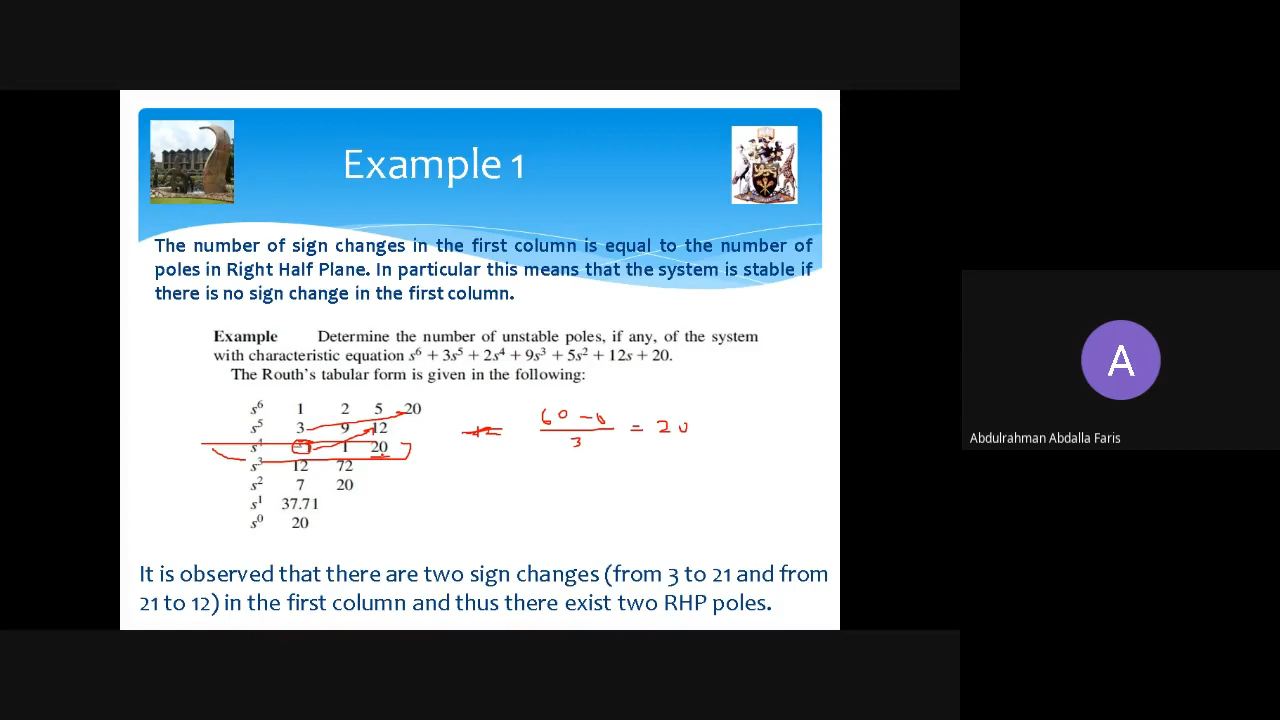 Example 1
The number of sign changes in the first column is equal to the number of
poles in Right Half Plane. In particular this means that the system is stable if
there is no sign change in the first column.
Example Determine the number of unstable poles, if any, of the system
with characteristic equation s⁶ + 3s⁵ + 2s⁴ + 9s³ + 5s² + 12s + 20.
The Routh's tabular form is given in the following:
s⁶ 1 2 5 20
s⁵ 3 9 12
s⁴ 1 20
s³ 12 72
s² 7 20
s¹ 37.71
s⁰ 20
60 - 0
3
= 20
It is observed that there are two sign changes (from 3 to 21 and from
21 to 12) in the first column and thus there exist two RHP poles.
A
Abdulrahman Abdalla Faris